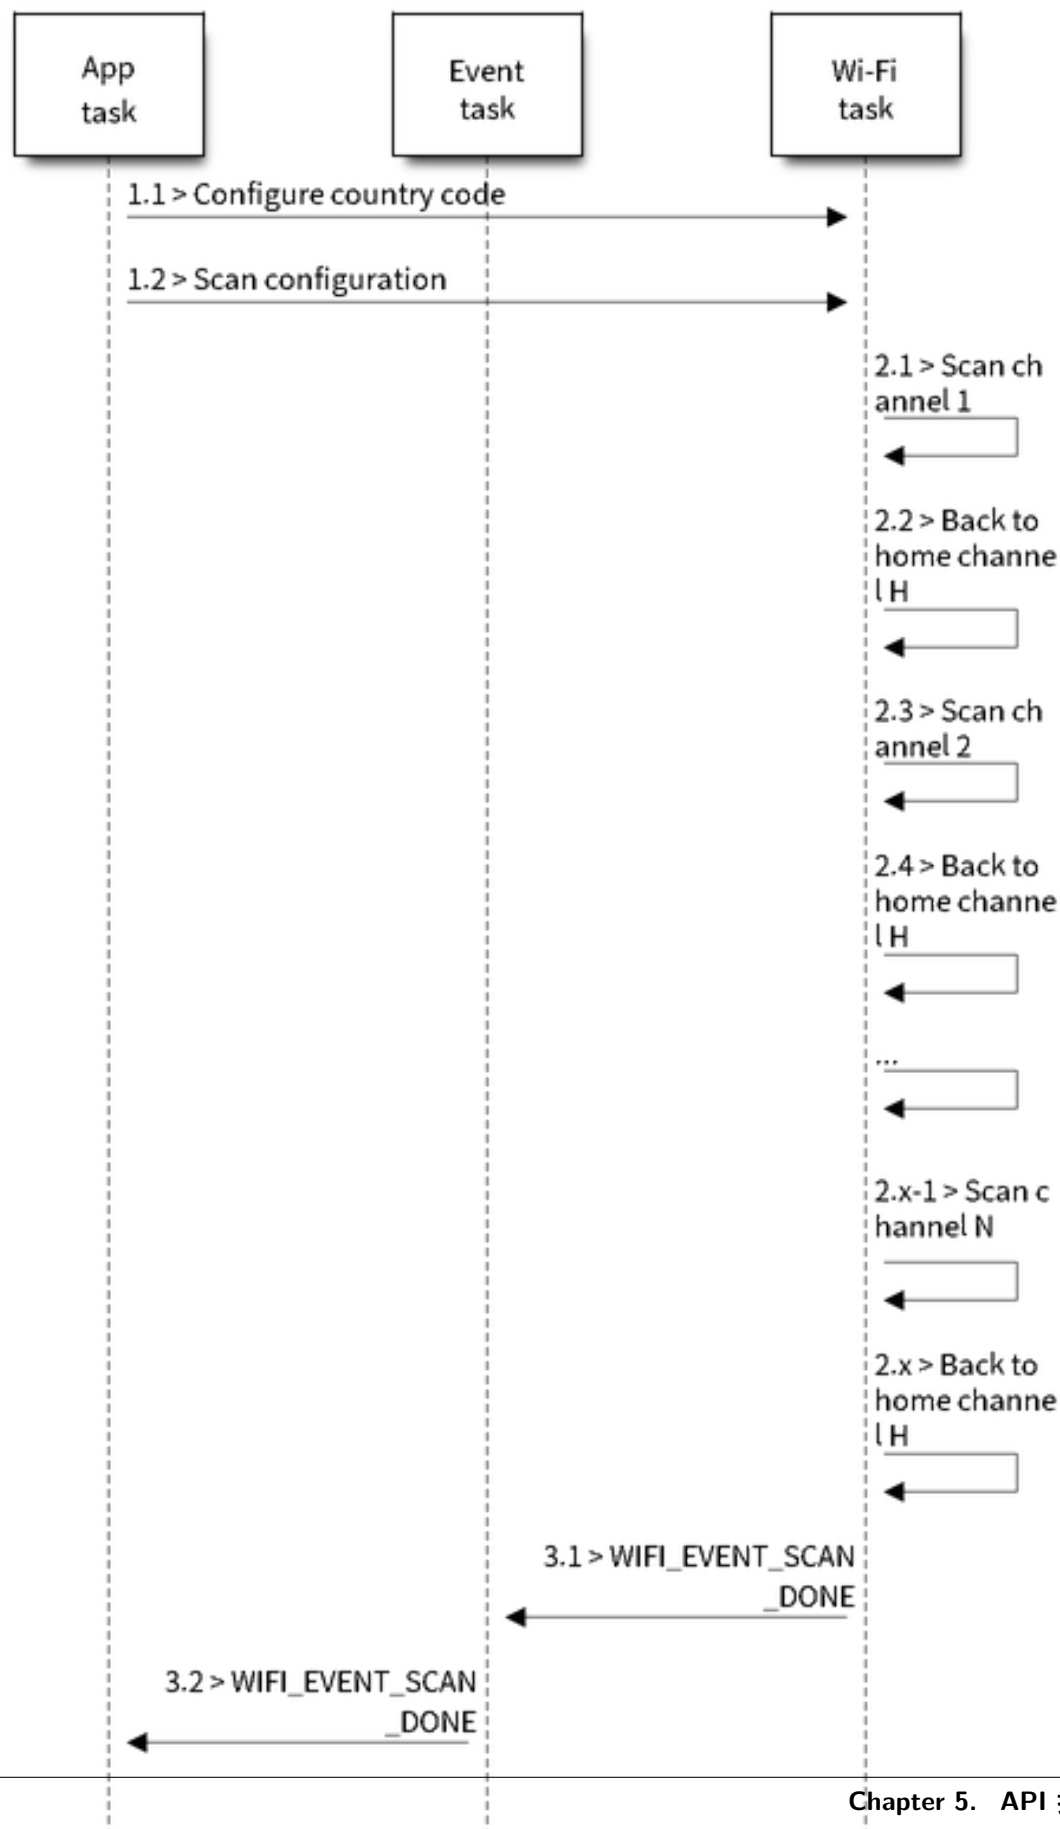 App
task
Event
task
Wi-Fi
task
1.1 > Configure country code
1.2 > Scan configuration
2.1 > Scan ch
annel 1
2.2 > Back to
home channe
l H
2.3 > Scan ch
annel 2
2.4 > Back to
home channe
l H
...
2.x-1 > Scan c
hannel N
2.x > Back to
home channe
l H
3.1 > WIFI_EVENT_SCAN
_DONE
3.2 > WIFI_EVENT_SCAN
_DONE
Chapter 5. API